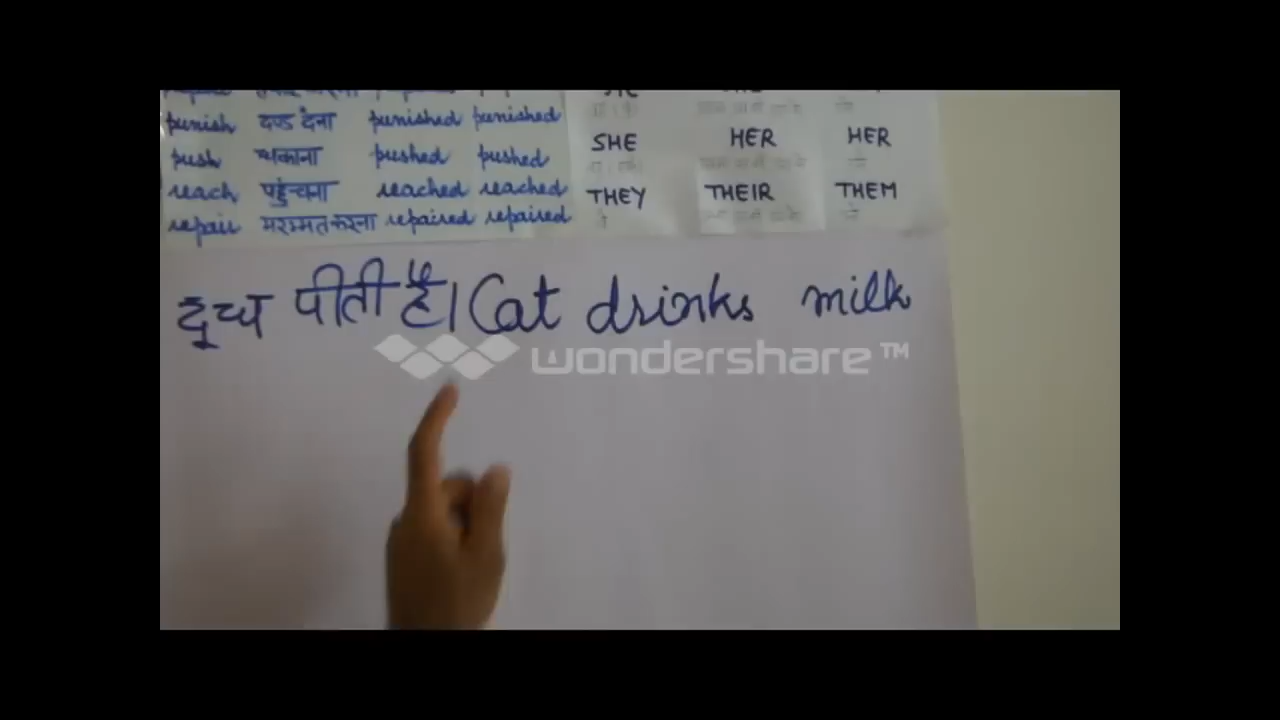 punish दण्ड देना punished punished
push धकाना pushed pushed
reach पहुंचना reached reached
repair मरम्मत करना repaired repaired
SHE HER HER
THEY THEIR THEM
दूध पीती है। Cat drinks milk
wondershare™